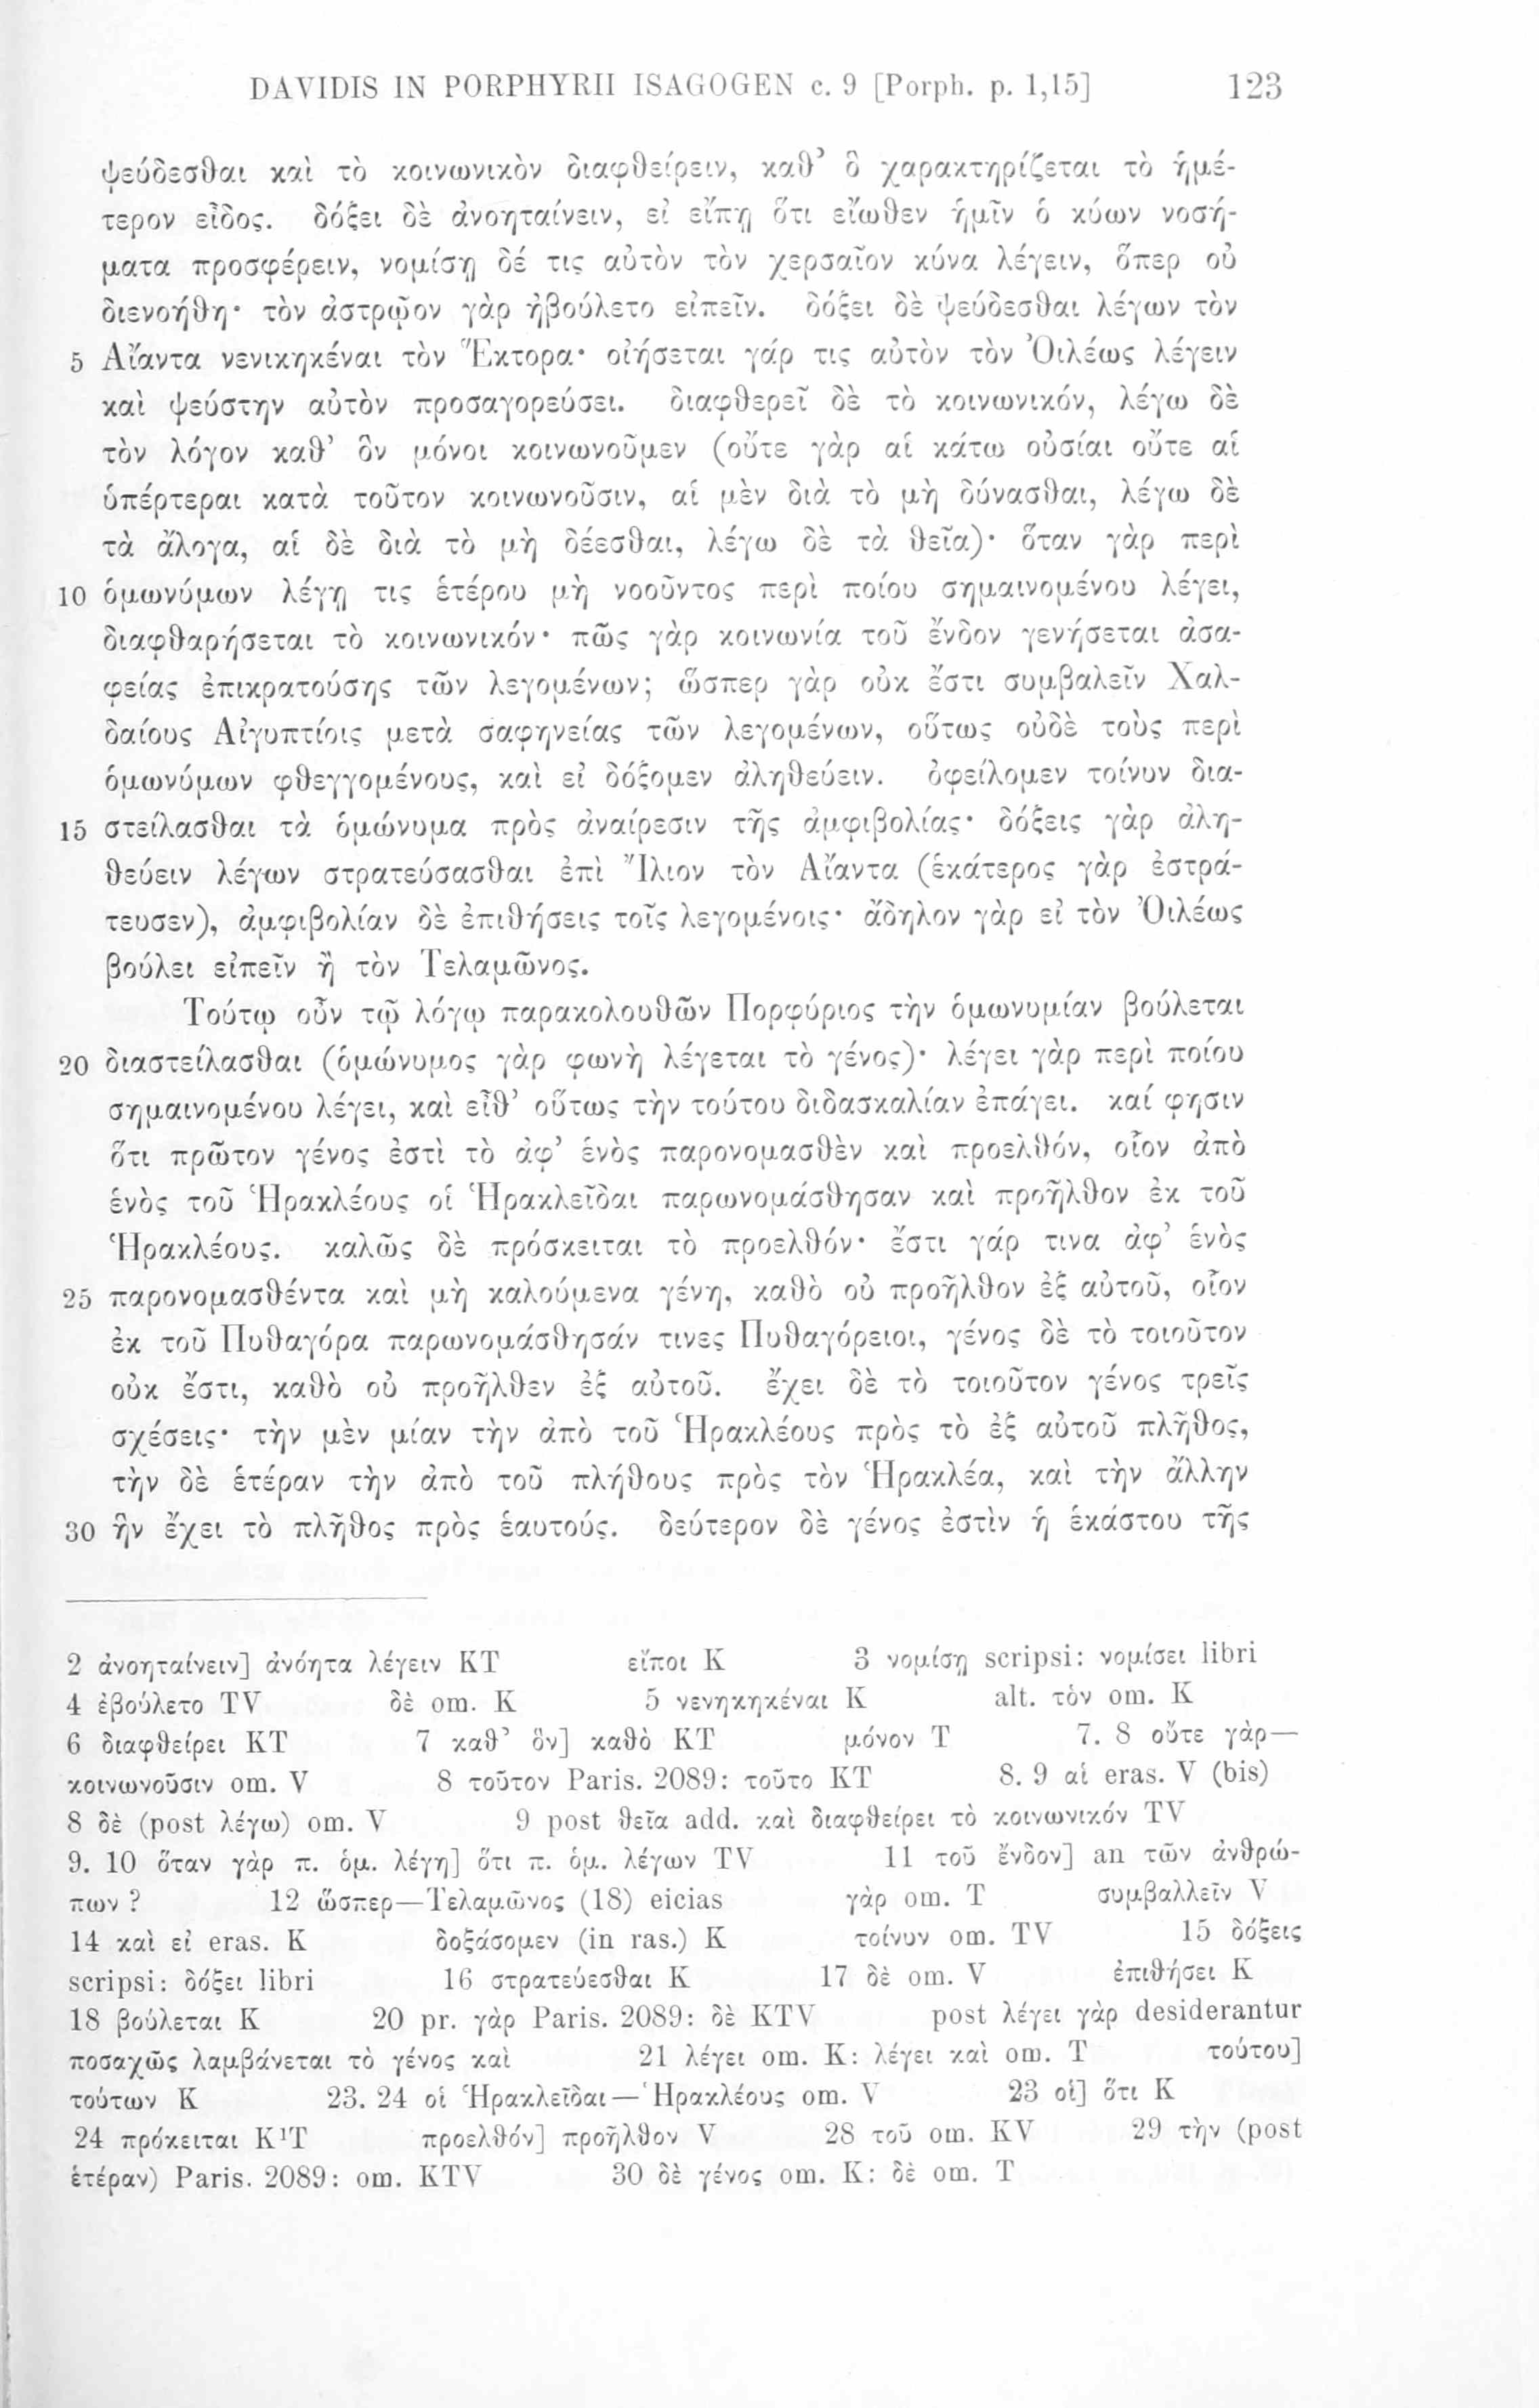 DAVIDIS IN PORPHYRII ISAGOGEN c. 9 [Porph. p. 1,15] 123
ψεύδεσθαι καὶ τὸ κοινωνικὸν διαφθείρειν, καθ’ ὃ χαρακτηρίζεται τὸ ἡμέ-
τερον εἶδος. δόξει δὲ ἀνοηταίνειν, εἰ εἴπῃ ὅτι εἴωθεν ἡμῖν ὁ κύων νοσή-
ματα προσφέρειν, νομίσῃ δέ τις αὐτὸν τὸν χερσαῖον κύνα λέγειν, ὅπερ οὐ
διενοήθη· τὸν ἀστρῷον γὰρ ἠβούλετο εἰπεῖν. δόξει δὲ ψεύδεσθαι λέγων τὸν
5 Αἴαντα νενικηκέναι τὸν Ἕκτορα· οἰήσεται γάρ τις αὐτὸν τὸν Ὀιλέως λέγειν
καὶ ψεύστην αὐτὸν προσαγορεύσει. διαφθερεῖ δὲ τὸ κοινωνικόν, λέγω δὲ
τὸν λόγον καθ’ ὃν μόνοι κοινωνοῦμεν (οὔτε γὰρ αἱ κάτω οὐσίαι οὔτε αἱ
ὑπέρτεραι κατὰ τοῦτον κοινωνοῦσιν, αἱ μὲν διὰ τὸ μὴ δύνασθαι, λέγω δὲ
τὰ ἄλογα, αἱ δὲ διὰ τὸ μὴ δέεσθαι, λέγω δὲ τὰ θεῖα)· ὅταν γὰρ περὶ
10 ὁμωνύμων λέγῃ τις ἑτέρου μὴ νοοῦντος περὶ ποίου σημαινομένου λέγει,
διαφθαρήσεται τὸ κοινωνικόν· πῶς γὰρ κοινωνία τοῦ ἔνδον γενήσεται ἀσα-
φείας ἐπικρατούσης τῶν λεγομένων; ὥσπερ γὰρ οὐκ ἔστι συμβαλεῖν Χαλ-
δαίους Αἰγυπτίοις μετὰ σαφηνείας τῶν λεγομένων, οὕτως οὐδὲ τοὺς περὶ
ὁμωνύμων φθεγγομένους, καὶ εἰ δόξομεν ἀληθεύειν. ὀφείλομεν τοίνυν δια-
15 στείλασθαι τὰ ὁμώνυμα πρὸς ἀναίρεσιν τῆς ἀμφιβολίας· δόξεις γὰρ ἀλη-
θεύειν λέγων στρατεύσασθαι ἐπὶ Ἴλιον τὸν Αἴαντα (ἑκάτερος γὰρ ἐστρά-
τευσεν), ἀμφιβολίαν δὲ ἐπιθήσεις τοῖς λεγομένοις· ἄδηλον γὰρ εἰ τὸν Ὀιλέως
βούλει εἰπεῖν ἢ τὸν Τελαμῶνος.
Τούτῳ οὖν τῷ λόγῳ παρακολουθῶν Πορφύριος τὴν ὁμωνυμίαν βούλεται
20 διαστείλασθαι (ὁμώνυμος γὰρ φωνὴ λέγεται τὸ γένος)· λέγει γὰρ περὶ ποίου
σημαινομένου λέγει, καὶ εἶθ’ οὕτως τὴν τούτου διδασκαλίαν ἐπάγει. καί φησιν
ὅτι πρῶτον γένος ἐστὶ τὸ ἀφ’ ἑνὸς παρονομασθὲν καὶ προελθόν, οἷον ἀπὸ
ἑνὸς τοῦ Ἡρακλέους οἱ Ἡρακλεῖδαι παρωνομάσθησαν καὶ προῆλθον ἐκ τοῦ
Ἡρακλέους. καλῶς δὲ πρόσκειται τὸ προελθόν· ἔστι γάρ τινα ἀφ’ ἑνὸς
25 παρονομασθέντα καὶ μὴ καλούμενα γένη, καθὸ οὐ προῆλθον ἐξ αὐτοῦ, οἷον
ἐκ τοῦ Πυθαγόρα παρωνομάσθησάν τινες Πυθαγόρειοι, γένος δὲ τὸ τοιοῦτον
οὐκ ἔστι, καθὸ οὐ προῆλθεν ἐξ αὐτοῦ. ἔχει δὲ τὸ τοιοῦτον γένος τρεῖς
σχέσεις· τὴν μὲν μίαν τὴν ἀπὸ τοῦ Ἡρακλέους πρὸς τὸ ἐξ αὐτοῦ πλῆθος,
τὴν δὲ ἑτέραν τὴν ἀπὸ τοῦ πλήθους πρὸς τὸν Ἡρακλέα, καὶ τὴν ἄλλην
30 ἣν ἔχει τὸ πλῆθος πρὸς ἑαυτούς. δεύτερον δὲ γένος ἐστὶν ἡ ἑκάστου τῆς
2 ἀνοηταίνειν] ἀνόητα λέγειν KT εἴποι K 3 νομίσῃ scripsi: νομίσει libri
4 ἐβούλετο TV δὲ om. K 5 νενηκηκέναι K alt. τὸν om. K
6 διαφθείρει KT 7 καθ’ ὃν] καθὸ KT μόνον T 7. 8 οὔτε γὰρ—
κοινωνοῦσιν om. V 8 τοῦτον Paris. 2089: τοῦτο KT 8. 9 αἱ eras. V (bis)
8 δὲ (post λέγω) om. V 9 post θεῖα add. καὶ διαφθείρει τὸ κοινωνικόν TV
9. 10 ὅταν γὰρ π. ὁμ. λέγῃ] ὅτι π. ὁμ. λέγων TV 11 τοῦ ἔνδον] an τῶν ἀνθρώ-
πων ? 12 ὥσπερ—Τελαμῶνος (18) eicias γὰρ om. T συμβαλλεῖν V
14 καὶ εἰ eras. K δοξάσομεν (in ras.) K τοίνυν om. TV 15 δόξεις
scripsi: δόξει libri 16 στρατεύεσθαι K 17 δὲ om. V ἐπιθήσει K
18 βούλεται K 20 pr. γὰρ Paris. 2089: δὲ KTV post λέγει γὰρ desiderantur
ποσαχῶς λαμβάνεται τὸ γένος καὶ 21 λέγει om. K: λέγει καὶ om. T τούτου]
τούτων K 23. 24 οἱ Ἡρακλεῖδαι—Ἡρακλέους om. V 23 οἱ] ὅτι K
24 πρόκειται K¹T προελθόν] προῆλθον V 28 τοῦ om. KV 29 τὴν (post
ἑτέραν) Paris. 2089: om. KTV 30 δὲ γένος om. K: δὲ om. T